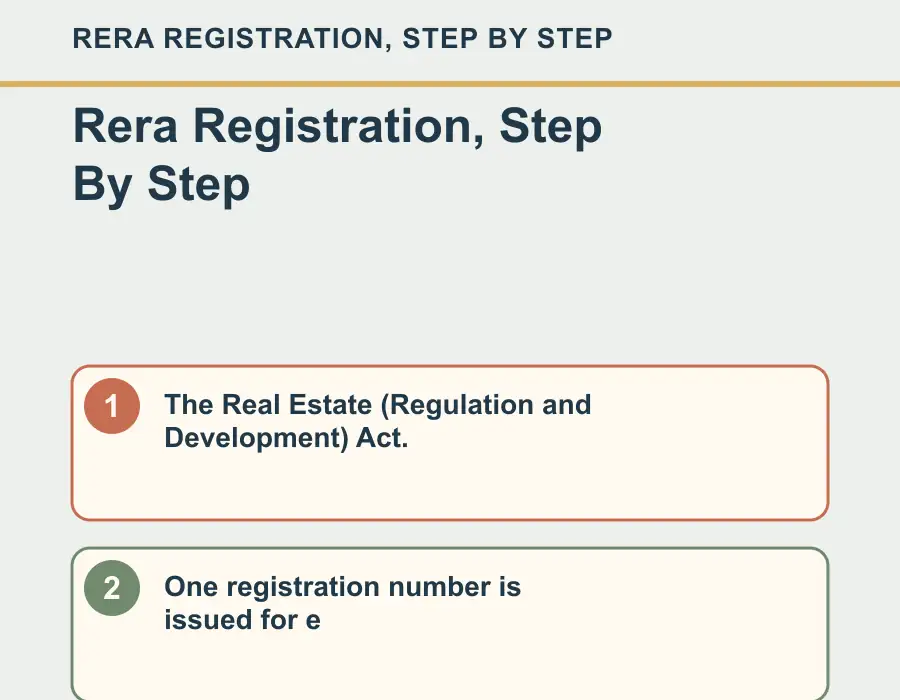 RERA REGISTRATION, STEP BY STEP
Rera Registration, Step
By Step
1
The Real Estate (Regulation and
Development) Act.
2
One registration number is
issued for e